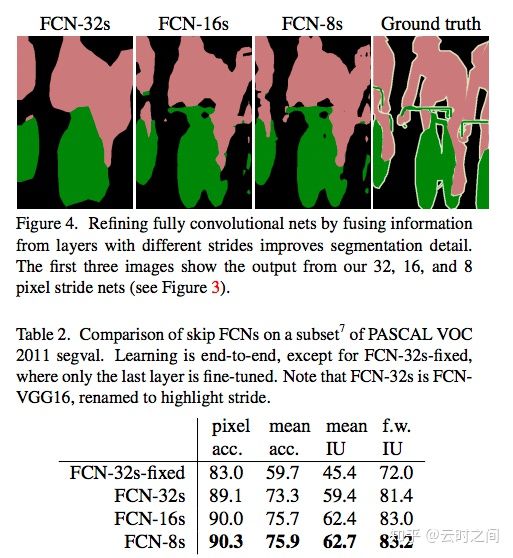 FCN-32s FCN-16s FCN-8s Ground truth
Figure 4. Refining fully convolutional nets by fusing information
from layers with different strides improves segmentation detail.
The first three images show the output from our 32, 16, and 8
pixel stride nets (see Figure 3).
Table 2. Comparison of skip FCNs on a subset7 of PASCAL VOC
2011 segval. Learning is end-to-end, except for FCN-32s-fixed,
where only the last layer is fine-tuned. Note that FCN-32s is FCN-
VGG16, renamed to highlight stride.
pixel mean mean f.w.
acc. acc. IU IU
FCN-32s-fixed 83.0 59.7 45.4 72.0
FCN-32s 89.1 73.3 59.4 81.4
FCN-16s 90.0 75.7 62.4 83.0
FCN-8s 90.3 75.9 62.7 83.2
知乎 @云时之间